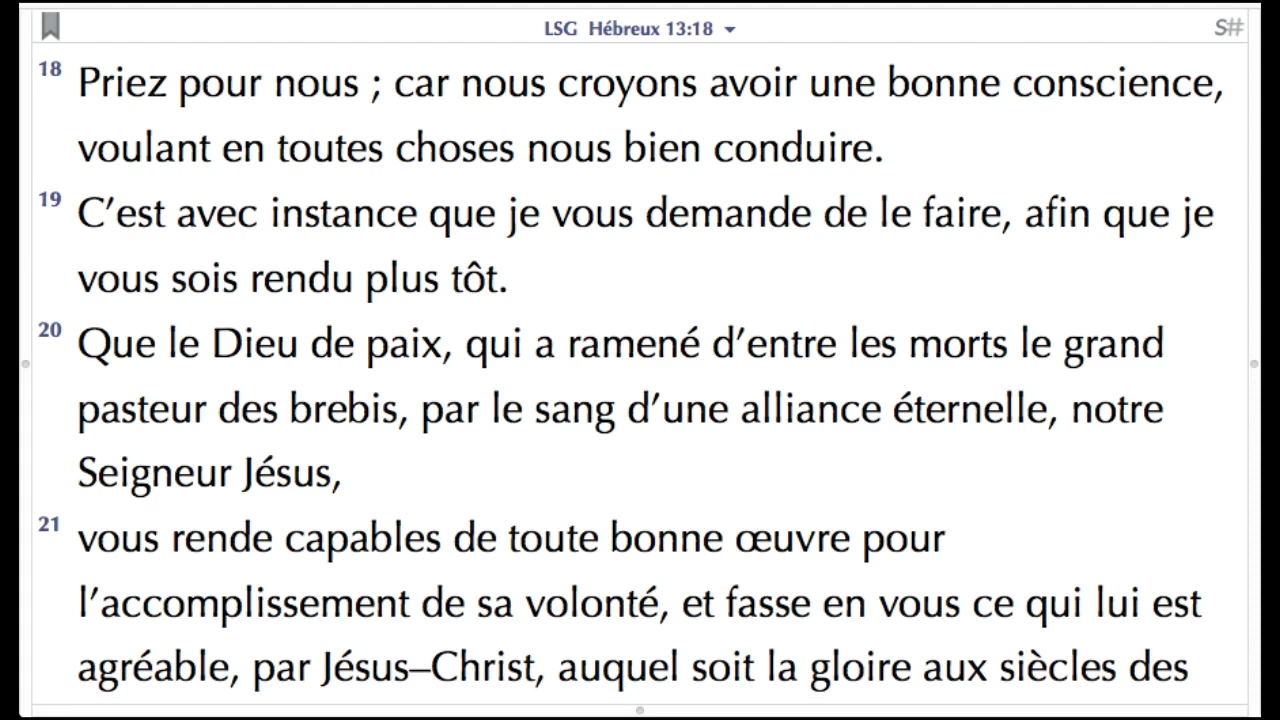 LSG Hébreux 13:18
S#
18 Priez pour nous ; car nous croyons avoir une bonne conscience,
voulant en toutes choses nous bien conduire.
19 C’est avec instance que je vous demande de le faire, afin que je
vous sois rendu plus tôt.
20 Que le Dieu de paix, qui a ramené d’entre les morts le grand
pasteur des brebis, par le sang d’une alliance éternelle, notre
Seigneur Jésus,
21 vous rende capables de toute bonne œuvre pour
l’accomplissement de sa volonté, et fasse en vous ce qui lui est
agréable, par Jésus–Christ, auquel soit la gloire aux siècles des